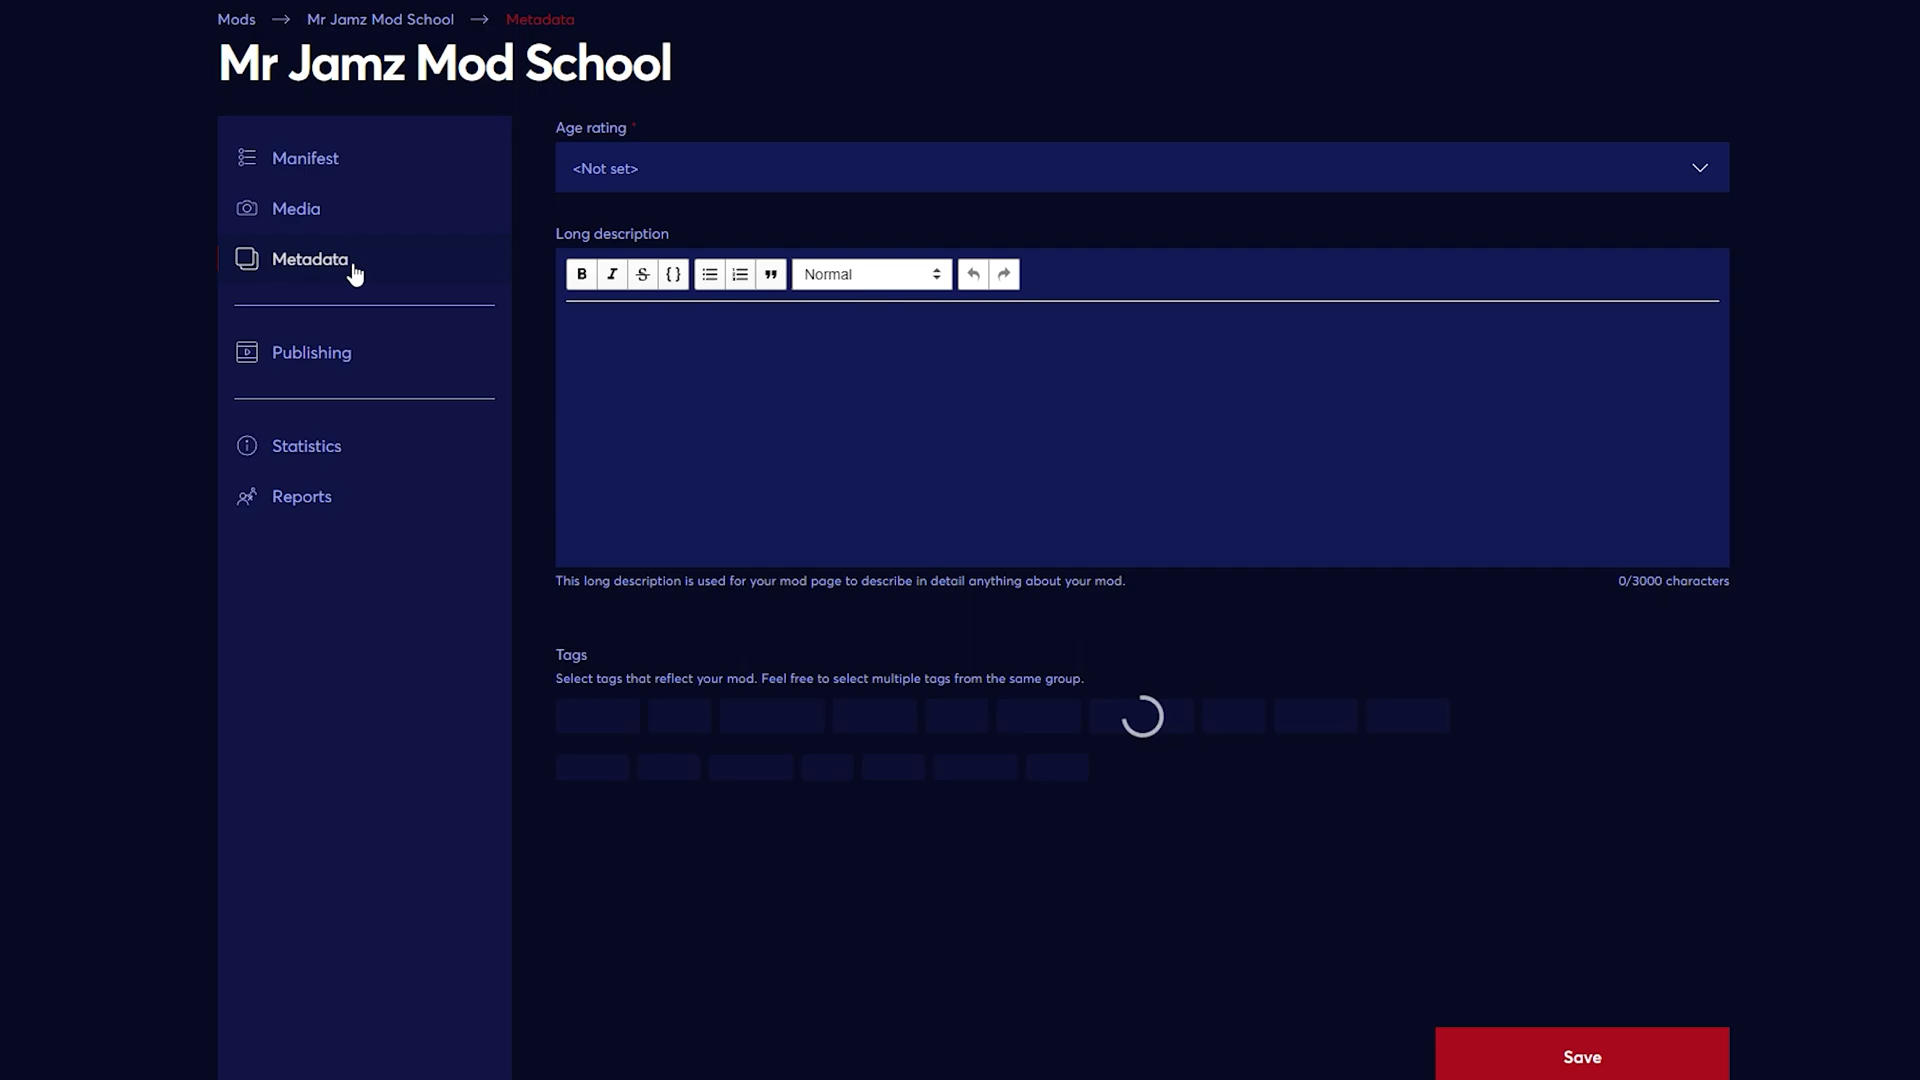 Mods → Mr Jamz Mod School → Metadata
Mr Jamz Mod School
Manifest
Media
Metadata
Publishing
Statistics
Reports
Age rating *
<Not set>
Long description
B I S {} Normal
This long description is used for your mod page to describe in detail anything about your mod.
0/3000 characters
Tags
Select tags that reflect your mod. Feel free to select multiple tags from the same group.
Save